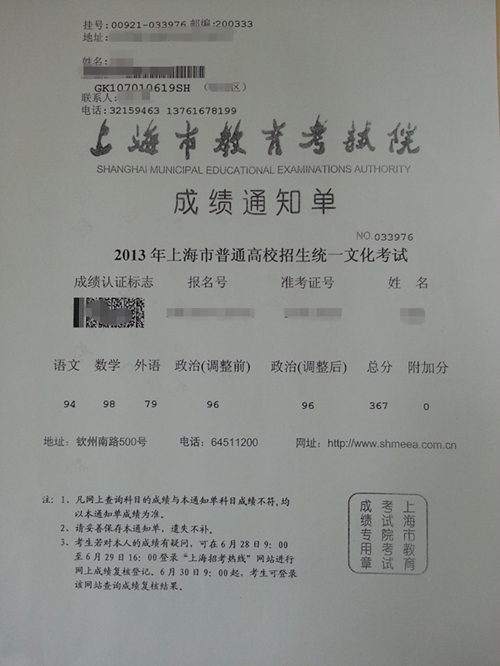 挂号:00921-033976 邮编:200333
地址:
姓名:
GK107010619SH (区)
联系人:
电话:32159463 13761678199
上海市教育考试院
SHANGHAI MUNICIPAL EDUCATIONAL EXAMINATIONS AUTHORITY
成绩通知单
NO.033976
2013 年上海市普通高校招生统一文化考试
成绩认证标志 报名号 准考证号 姓 名
语文 数学 外语 政治(调整前) 政治(调整后) 总分 附加分
94 98 79 96 96 367 0
地址: 钦州南路500号 电话: 64511200 网址: http://www.shmeea.com.cn
注: 1、凡网上查询科目的成绩与本通知单科目成绩不符,均
以本通知单成绩为准。
2、请妥善保存本通知单,遗失不补。
3、考生若对本人的成绩有疑问,可在6月28日9:00
至6月29日16:00登录“上海招考热线”网站进行
网上成绩复核登记。6月30日9:00起,考生可登录
该网站查询成绩复核结果。
上海市教育
考试院考试
成绩专用章